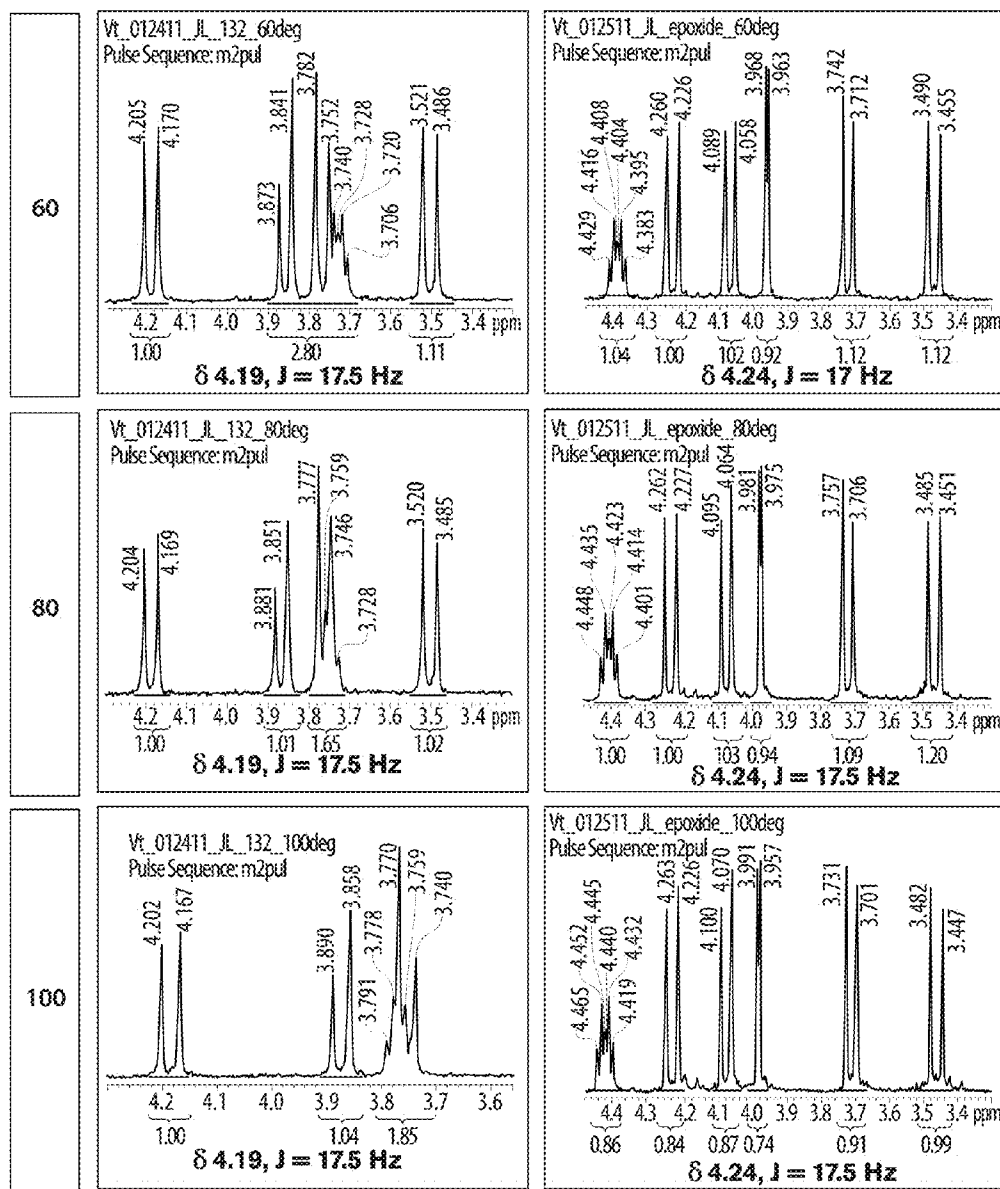 60
Vt_012411_JL_132_60deg
Pulse Sequence: m2pul
4.205
4.170
3.873
3.841
3.782
3.752
3.740
3.728
3.720
3.706
3.521
3.486
4.2 4.1 4.0 3.9 3.8 3.7 3.6 3.5 3.4 ppm
1.00 2.80 1.11
δ 4.19, J = 17.5 Hz
Vt_012511_JL_epoxide_60deg
Pulse Sequence: m2pul
4.429
4.416
4.408
4.404
4.395
4.383
4.260
4.226
4.089
4.058
3.968
3.963
3.742
3.712
3.490
3.455
4.4 4.3 4.2 4.1 4.0 3.9 3.8 3.7 3.6 3.5 3.4 ppm
1.04 1.00 102 0.92 1.12 1.12
δ 4.24, J = 17 Hz
80
Vt_012411_JL_132_80deg
Pulse Sequence: m2pul
4.204
4.169
3.881
3.851
3.777
3.759
3.746
3.728
3.520
3.485
4.2 4.1 4.0 3.9 3.8 3.7 3.6 3.5 3.4 ppm
1.00 1.01 1.65 1.02
δ 4.19, J = 17.5 Hz
Vt_012511_JL_epoxide_80deg
Pulse Sequence: m2pul
4.448
4.435
4.423
4.414
4.401
4.262
4.227
4.095
4.064
3.981
3.975
3.757
3.706
3.485
3.451
4.4 4.3 4.2 4.1 4.0 3.9 3.8 3.7 3.6 3.5 3.4 ppm
1.00 1.00 103 0.94 1.09 1.20
δ 4.24, J = 17.5 Hz
100
Vt_012411_JL_132_100deg
Pulse Sequence: m2pul
4.202
4.167
3.890
3.858
3.791
3.778
3.770
3.759
3.740
4.2 4.1 4.0 3.9 3.8 3.7 3.6
1.00 1.04 1.85
δ 4.19, J = 17.5 Hz
Vt_012511_JL_epoxide_100deg
Pulse Sequence: m2pul
4.465
4.452
4.445
4.440
4.432
4.419
4.263
4.226
4.100
4.070
3.991
3.957
3.731
3.701
3.482
3.447
4.4 4.3 4.2 4.1 4.0 3.9 3.8 3.7 3.6 3.5 3.4 ppm
0.86 0.84 0.87 0.74 0.91 0.99
δ 4.24, J = 17.5 Hz